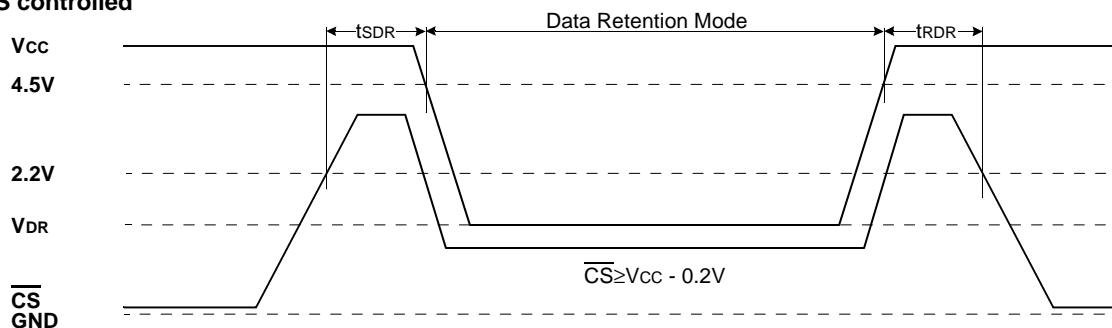 S controlled
Data Retention Mode
tSDR
tRDR
VCC
4.5V
2.2V
VDR
CS≥VCC - 0.2V
CS
GND